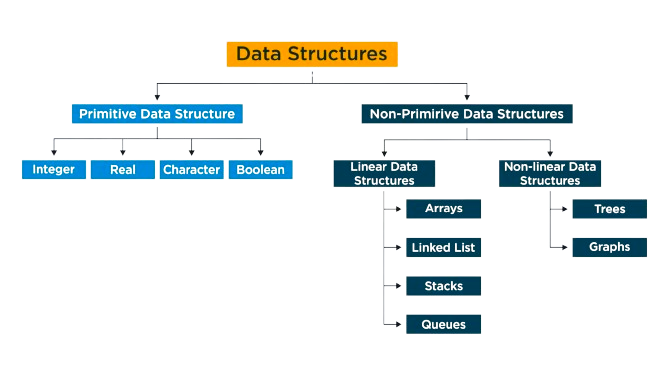 Data Structures
Primitive Data Structure
Non-Primirive Data Structures
Integer
Real
Character
Boolean
Linear Data
Structures
Non-linear Data
Structures
Arrays
Trees
Linked List
Graphs
Stacks
Queues